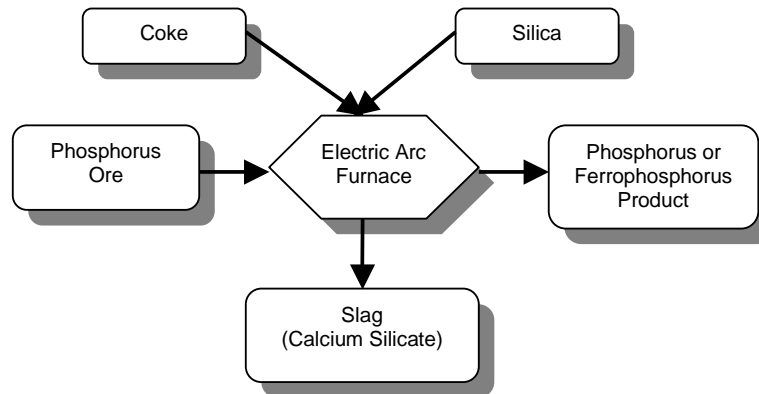 Coke
Silica
Phosphorus
Ore
Electric Arc
Furnace
Phosphorus or
Ferrophosphorus
Product
Slag
(Calcium Silicate)